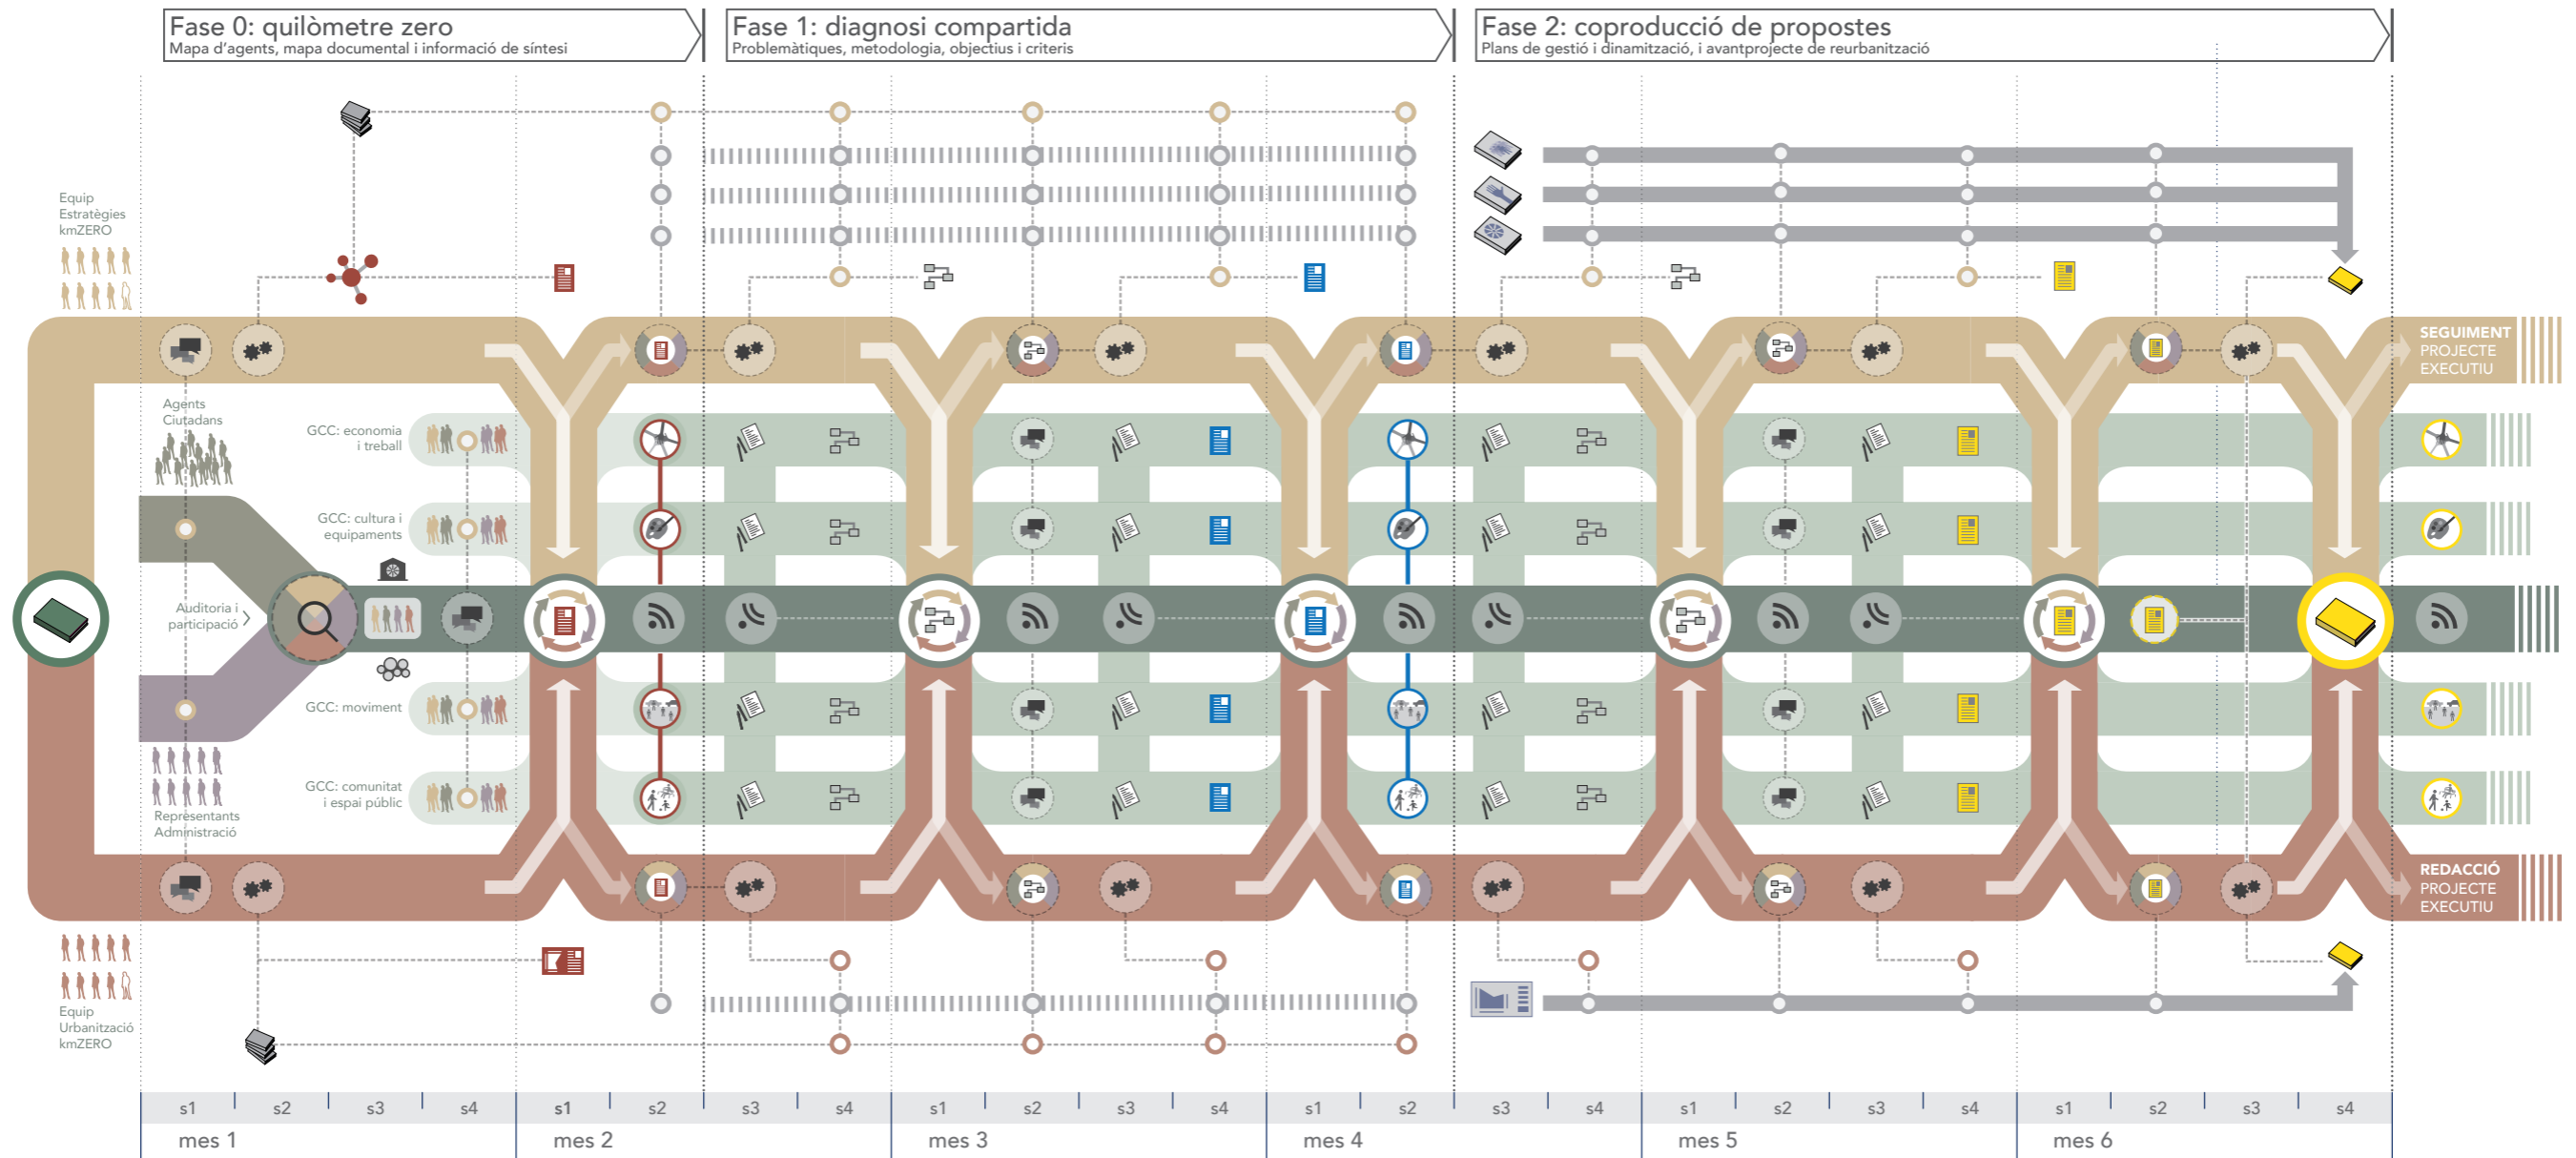 Fase 0: quilòmetre zero
Mapa d'agents, mapa documental i informació de síntesi
Fase 1: diagnosi compartida
Problemàtiques, metodologia, objectius i criteris
Fase 2: coproducció de propostes
Plans de gestió i dinamització, i avantprojecte de reurbanització
Equip
Estratègies
kmZERO
SEGUIMENT
PROJECTE
EXECUTIU
Agents
Ciutadans
GCC: economia
i treball
GCC: cultura i
equipaments
Auditoria i
participació
GCC: moviment
GCC: comunitat
i espai públic
Representants
Administració
REDACCIÓ
PROJECTE
EXECUTIU
Equip
Urbanització
kmZERO
s1 s2 s3 s4 s1 s2 s3 s4 s1 s2 s3 s4 s1 s2 s3 s4 s1 s2 s3 s4 s1 s2 s3 s4
mes 1 mes 2 mes 3 mes 4 mes 5 mes 6